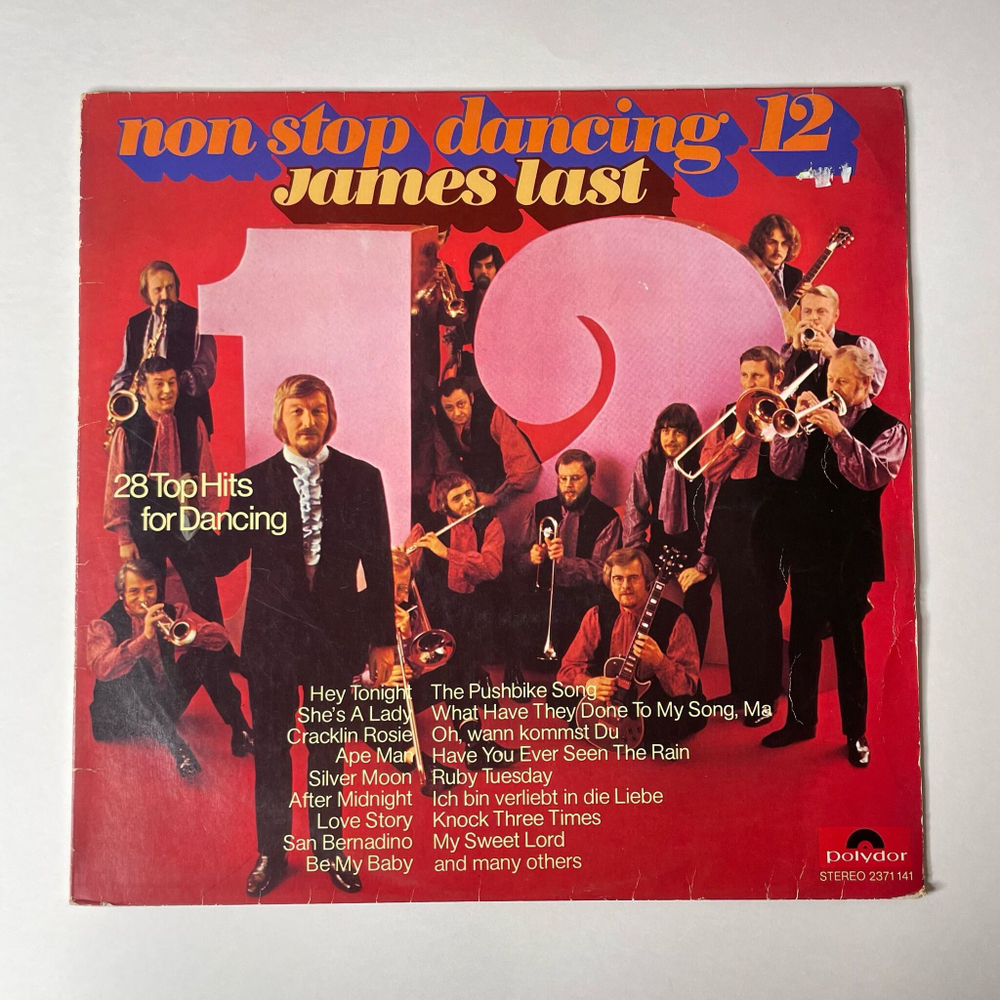 non stop dancing 12
james last
28 Top Hits
for Dancing
Hey Tonight
She's A Lady
Cracklin Rosie
Ape Man
Silver Moon
After Midnight
Love Story
San Bernadino
Be My Baby
The Pushbike Song
What Have They Done To My Song, Ma
Oh, wann kommst Du
Have You Ever Seen The Rain
Ruby Tuesday
Ich bin verliebt in die Liebe
Knock Three Times
My Sweet Lord
and many others
12
polydor
STEREO 2371 141